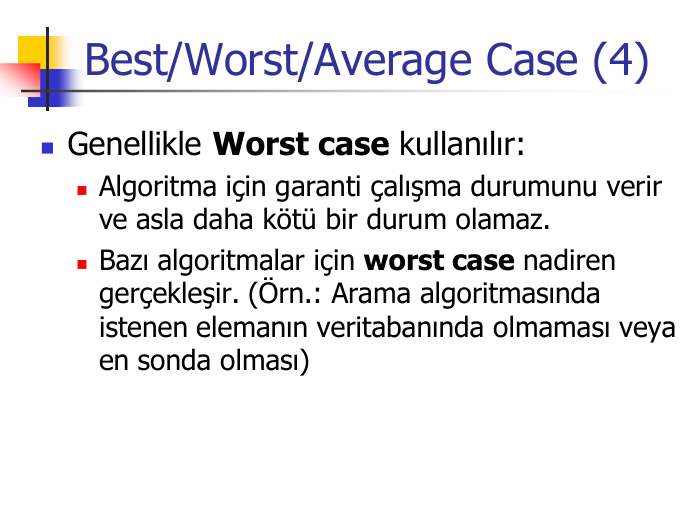 Best/Worst/Average Case (4)
Genellikle Worst case kullanılır:
Algoritma için garanti çalışma durumunu verir
ve asla daha kötü bir durum olamaz.
Bazı algoritmalar için worst case nadiren
gerçekleşir. (Örn.: Arama algoritmasında
istenen elemanın veritabanında olmaması veya
en sonda olması)